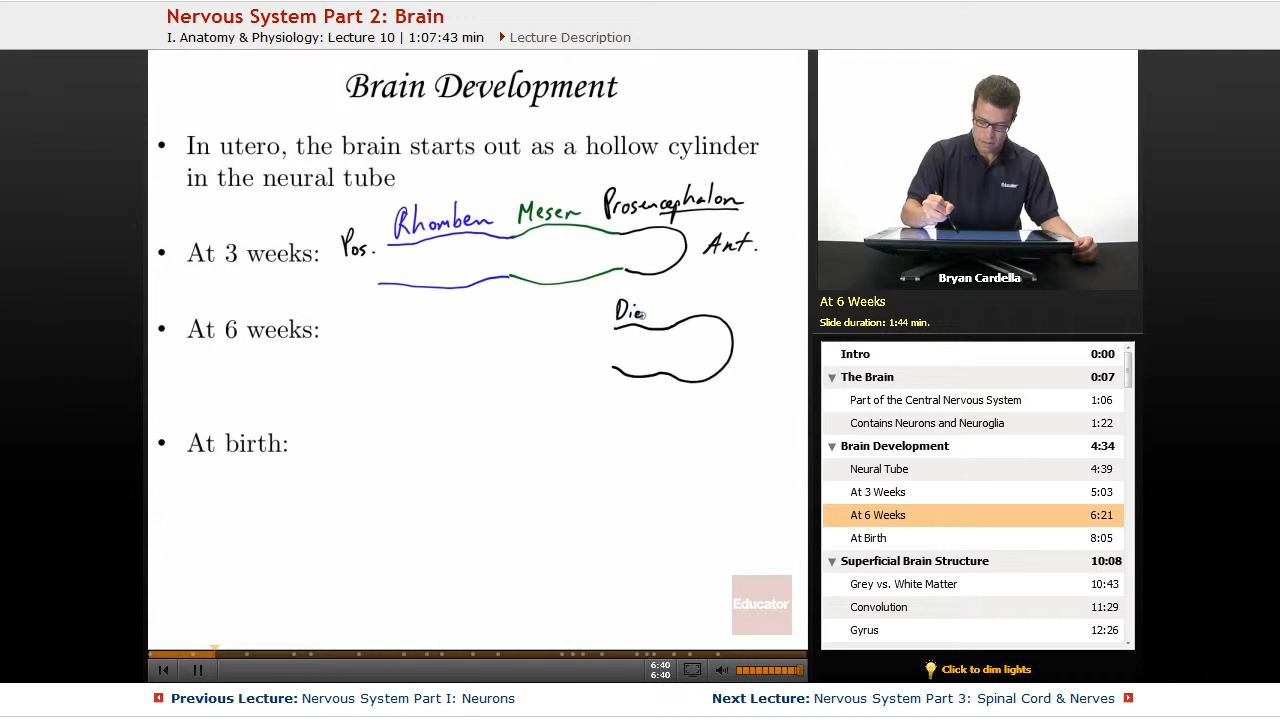 Nervous System Part 2: Brain
I. Anatomy & Physiology: Lecture 10 | 1:07:43 min Lecture Description
Brain Development
• In utero, the brain starts out as a hollow cylinder
in the neural tube
Rhomben Mesen Prosencephalon
• At 3 weeks: Pos. Ant.
Die
• At 6 weeks:
• At birth:
Educator
6:40
6:40
Educator
Bryan Cardella
At 6 Weeks
Slide duration: 1:44 min.
Intro 0:00
The Brain 0:07
Part of the Central Nervous System 1:06
Contains Neurons and Neuroglia 1:22
Brain Development 4:34
Neural Tube 4:39
At 3 Weeks 5:03
At 6 Weeks 6:21
At Birth 8:05
Superficial Brain Structure 10:08
Grey vs. White Matter 10:43
Convolution 11:29
Gyrus 12:26
Click to dim lights
Previous Lecture: Nervous System Part I: Neurons
Next Lecture: Nervous System Part 3: Spinal Cord & Nerves